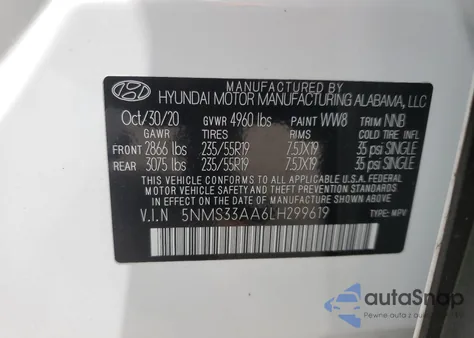 MANUFACTURED BY
HYUNDAI MOTOR MANUFACTURING ALABAMA, LLC
Oct/30/20 GVWR 4960 lbs PAINT WW8 TRIM NNB
GAWR TIRES RIMS COLD TIRE INFL.
FRONT 2866 lbs 235/55R19 7.5JX19 35 psi SINGLE
REAR 3075 lbs 235/55R19 7.5JX19 35 psi SINGLE
THIS VEHICLE CONFORMS TO ALL APPLICABLE U.S.A. FEDERAL
MOTOR VEHICLE SAFETY AND THEFT PREVENTION STANDARDS IN
EFFECT ON THE DATE OF MANUFACTURE SHOWN ABOVE.
V.I.N 5NMS33AA6LH299619 TYPE: MPV
autoSnap
Pewne auta z aukcji